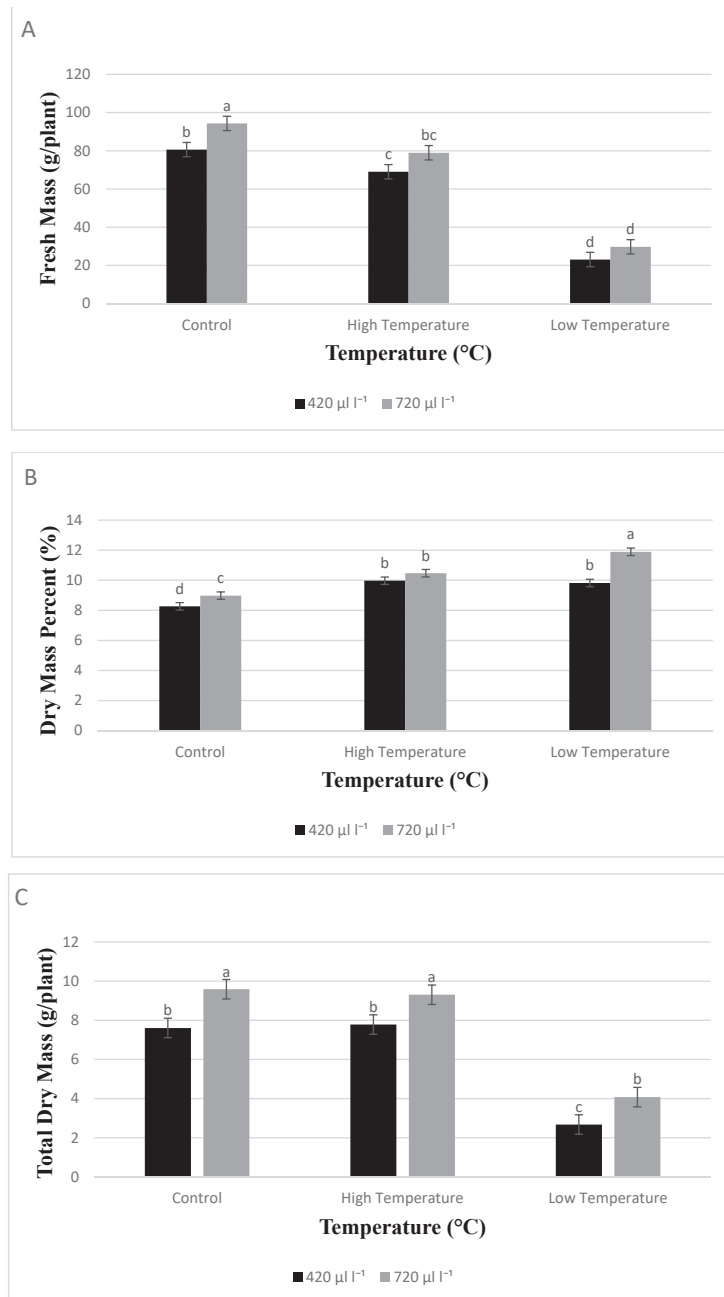 A
Fresh Mass (g/plant)
120
100
80
60
40
20
0
b
a
c
bc
d
d
Control
High Temperature
Low Temperature
Temperature (°C)
420 µl l⁻¹
720 µl l⁻¹
B
Dry Mass Percent (%)
14
12
10
8
6
4
2
0
d
c
b
b
b
a
Control
High Temperature
Low Temperature
Temperature (°C)
420 µl l⁻¹
720 µl l⁻¹
C
Total Dry Mass (g/plant)
12
10
8
6
4
2
0
b
a
b
a
c
b
Control
High Temperature
Low Temperature
Temperature (°C)
420 µl l⁻¹
720 µl l⁻¹